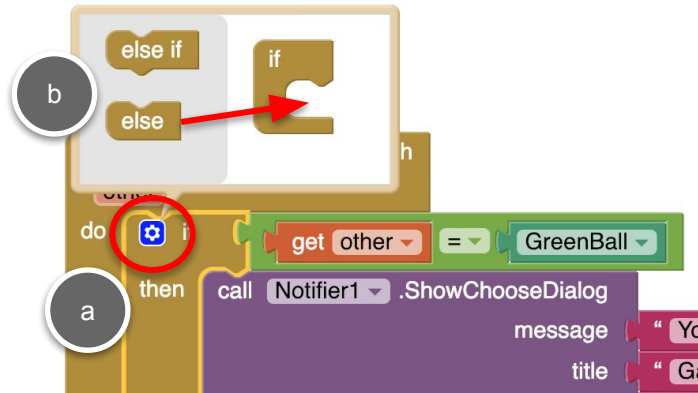 else if
if
b
else
h
do
get other = GreenBall
a
then call Notifier1 .ShowChooseDialog
message “
title “